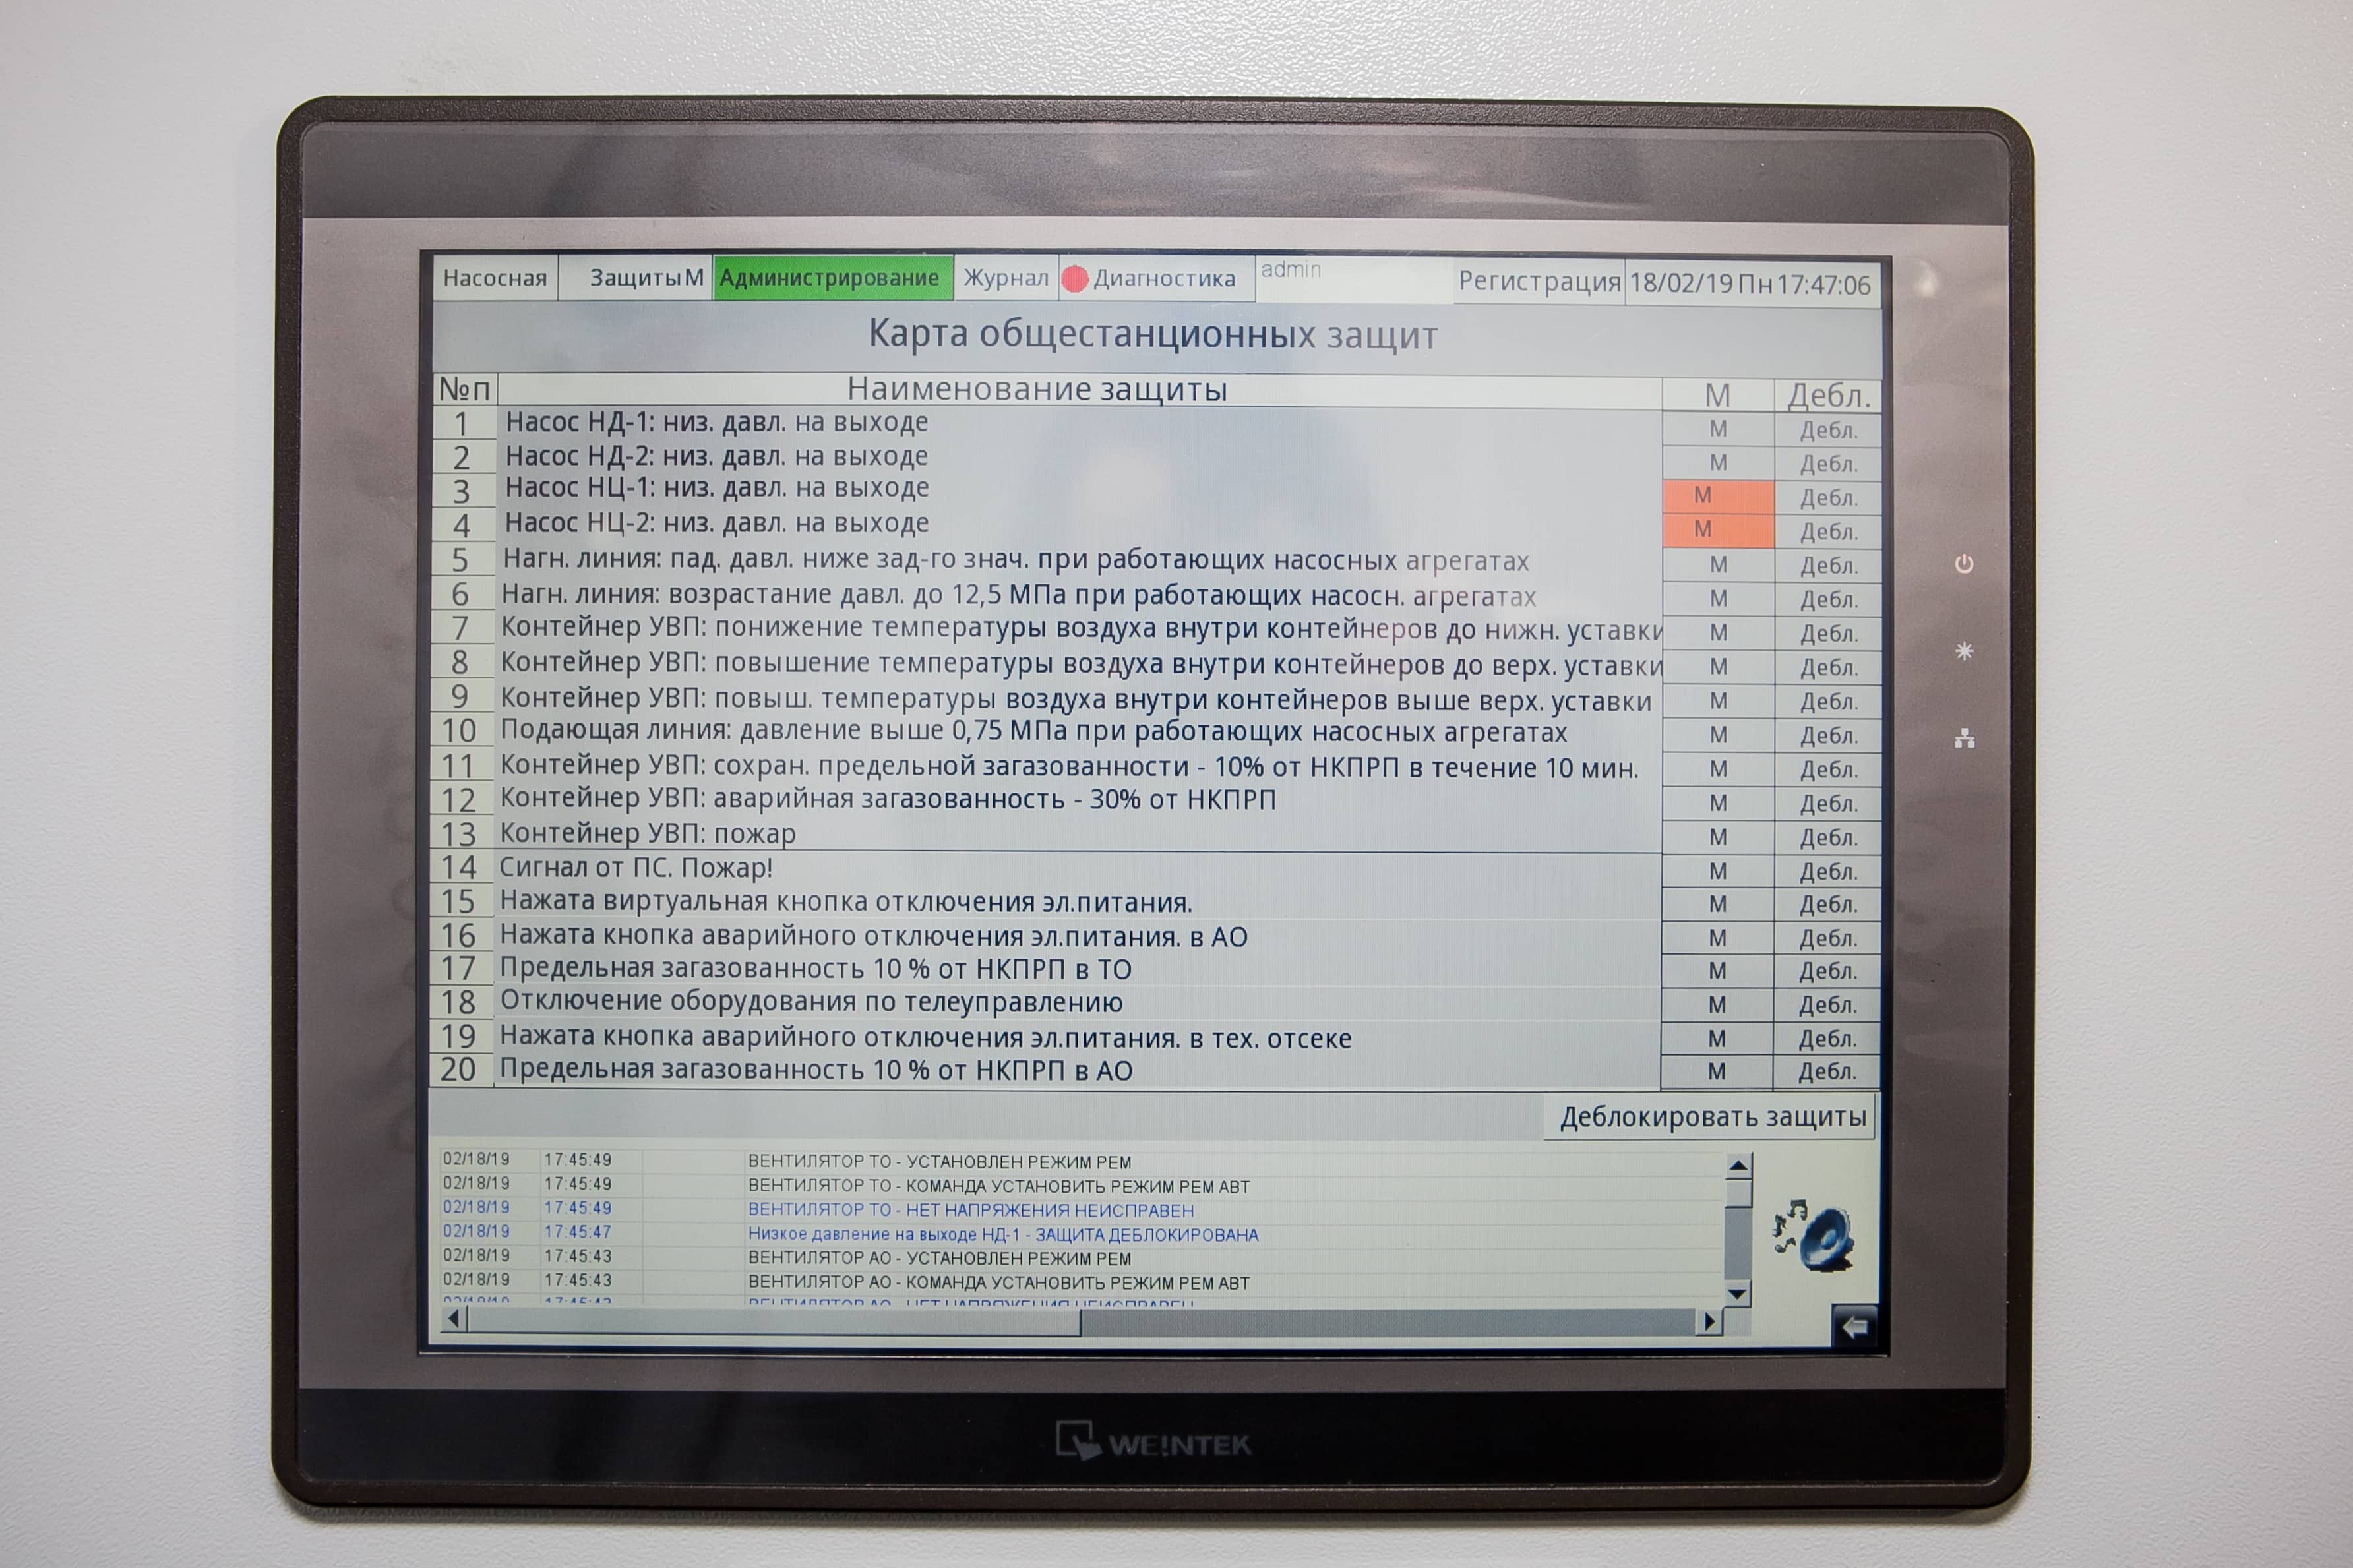 Насосная Защиты М Администрирование Журнал Диагностика admin Регистрация 18/02/19 Пн 17:47:06
Карта общестанционных защит
№п Наименование защиты М Дебл.
1 Насос НД-1: низ. давл. на выходе М Дебл.
2 Насос НД-2: низ. давл. на выходе М Дебл.
3 Насос НЦ-1: низ. давл. на выходе М Дебл.
4 Насос НЦ-2: низ. давл. на выходе М Дебл.
5 Нагн. линия: пад. давл. ниже зад-го знач. при работающих насосных агрегатах М Дебл.
6 Нагн. линия: возрастание давл. до 12,5 МПа при работающих насосн. агрегатах М Дебл.
7 Контейнер УВП: понижение температуры воздуха внутри контейнеров до нижн. уставки М Дебл.
8 Контейнер УВП: повышение температуры воздуха внутри контейнеров до верх. уставки М Дебл.
9 Контейнер УВП: повыш. температуры воздуха внутри контейнеров выше верх. уставки М Дебл.
10 Подающая линия: давление выше 0,75 МПа при работающих насосных агрегатах М Дебл.
11 Контейнер УВП: сохран. предельной загазованности - 10% от НКПРП в течение 10 мин. М Дебл.
12 Контейнер УВП: аварийная загазованность - 30% от НКПРП М Дебл.
13 Контейнер УВП: пожар М Дебл.
14 Сигнал от ПС. Пожар! М Дебл.
15 Нажата виртуальная кнопка отключения эл.питания. М Дебл.
16 Нажата кнопка аварийного отключения эл.питания. в АО М Дебл.
17 Предельная загазованность 10 % от НКПРП в ТО М Дебл.
18 Отключение оборудования по телеуправлению М Дебл.
19 Нажата кнопка аварийного отключения эл.питания. в тех. отсеке М Дебл.
20 Предельная загазованность 10 % от НКПРП в АО М Дебл.
Деблокировать защиты
02/18/19 17:45:49 ВЕНТИЛЯТОР ТО - УСТАНОВЛЕН РЕЖИМ РЕМ
02/18/19 17:45:49 ВЕНТИЛЯТОР ТО - КОМАНДА УСТАНОВИТЬ РЕЖИМ РЕМ АВТ
02/18/19 17:45:49 ВЕНТИЛЯТОР ТО - НЕТ НАПРЯЖЕНИЯ НЕИСПРАВЕН
02/18/19 17:45:47 Низкое давление на выходе НД-1 - ЗАЩИТА ДЕБЛОКИРОВАНА
02/18/19 17:45:43 ВЕНТИЛЯТОР АО - УСТАНОВЛЕН РЕЖИМ РЕМ
02/18/19 17:45:43 ВЕНТИЛЯТОР АО - КОМАНДА УСТАНОВИТЬ РЕЖИМ РЕМ АВТ
02/18/19 17:45:43 ВЕНТИЛЯТОР АО - НЕТ НАПРЯЖЕНИЯ НЕИСПРАВЕН
WE!NTEK